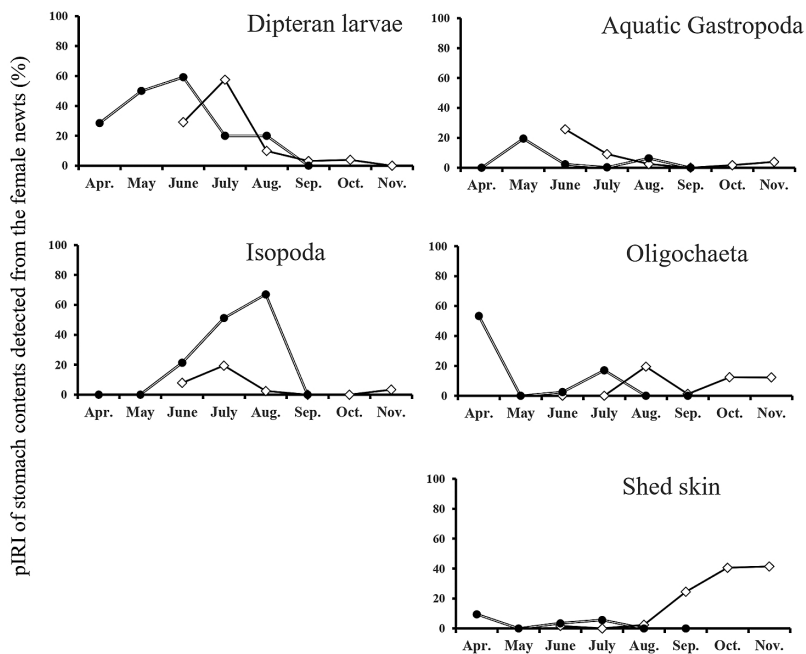 pIRI of stomach contents detected from the female newts (%)
Dipteran larvae
100
80
60
40
20
0
Apr. May June July Aug. Sep. Oct. Nov.
Aquatic Gastropoda
100
80
60
40
20
0
Apr. May June July Aug. Sep. Oct. Nov.
Isopoda
100
80
60
40
20
0
Apr. May June July Aug. Sep. Oct. Nov.
Oligochaeta
100
80
60
40
20
0
Apr. May June July Aug. Sep. Oct. Nov.
Shed skin
100
80
60
40
20
0
Apr. May June July Aug. Sep. Oct. Nov.